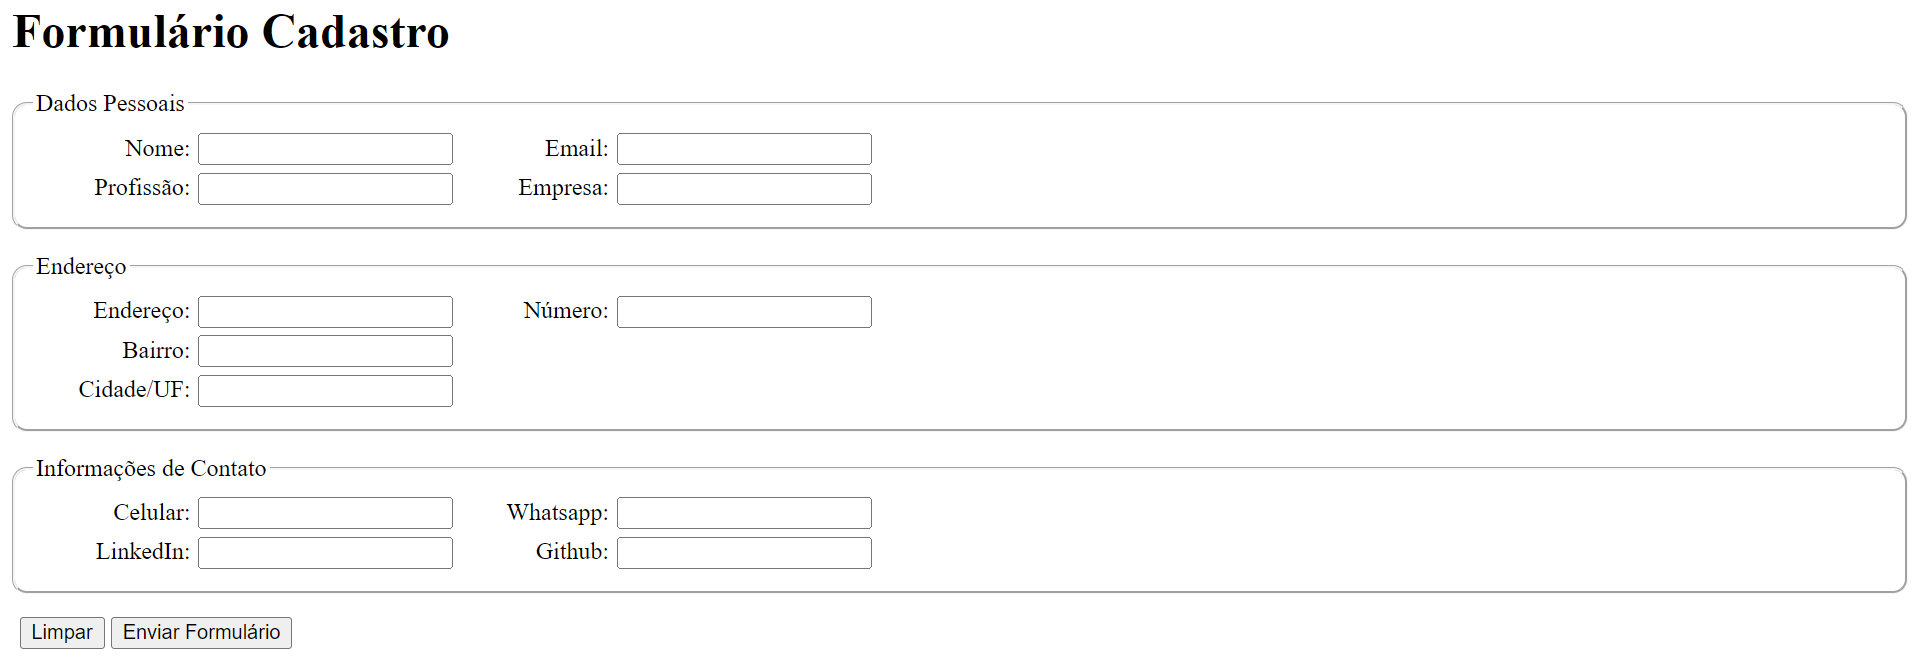 Formulário Cadastro
Dados Pessoais
Nome: Email:
Profissão: Empresa:
Endereço
Endereço: Número:
Bairro:
Cidade/UF:
Informações de Contato
Celular: Whatsapp:
LinkedIn: Github:
Limpar Enviar Formulário